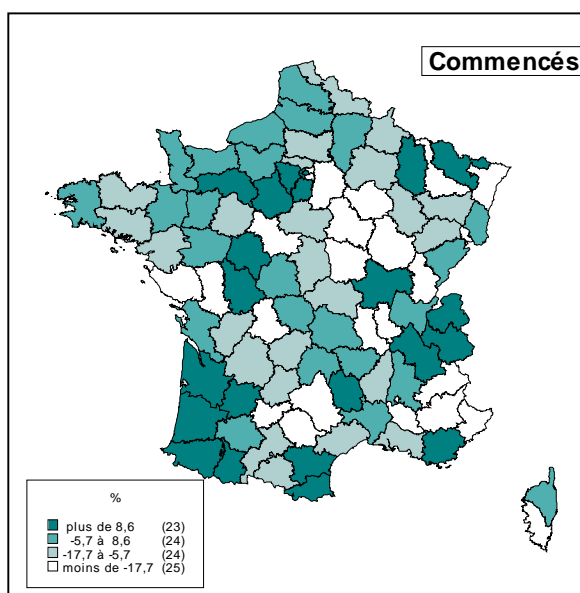 Commencés
%
plus de 8,6 (23)
-5,7 à 8,6 (24)
-17,7 à -5,7 (24)
moins de -17,7 (25)